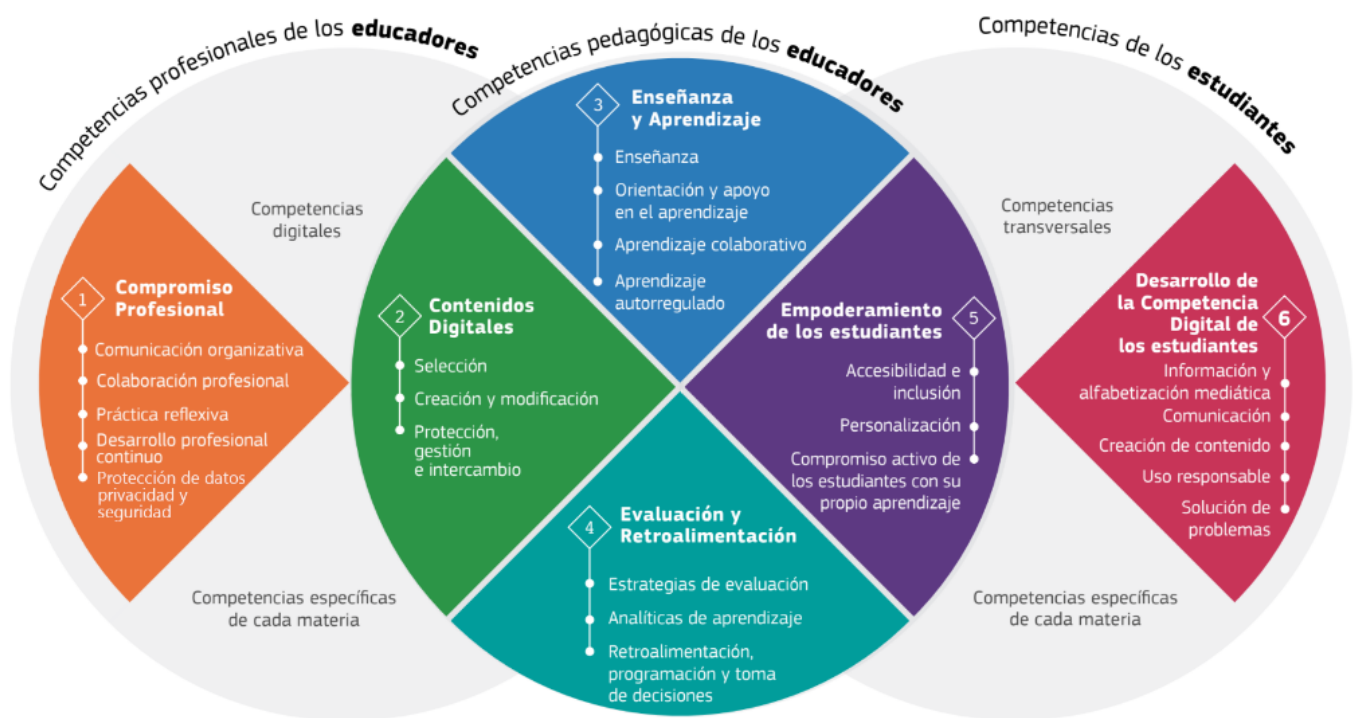 Competencias profesionales de los educadores
Competencias pedagógicas de los educadores
Competencias de los estudiantes
Competencias
digitales
Competencias específicas
de cada materia
1
Compromiso
Profesional
Comunicación organizativa
Colaboración profesional
Práctica reflexiva
Desarrollo profesional
continuo
Protección de datos
privacidad y
seguridad
2
Contenidos
Digitales
Selección
Creación y modificación
Protección,
gestión
e intercambio
3
Enseñanza
y Aprendizaje
Enseñanza
Orientación y apoyo
en el aprendizaje
Aprendizaje colaborativo
Aprendizaje
autorregulado
4
Evaluación y
Retroalimentación
Estrategias de evaluación
Analíticas de aprendizaje
Retroalimentación,
programación y toma
de decisiones
5
Empoderamiento
de los estudiantes
Accesibilidad e
inclusión
Personalización
Compromiso activo de
los estudiantes con su
propio aprendizaje
Competencias
transversales
Competencias específicas
de cada materia
6
Desarrollo de
la Competencia
Digital de
los estudiantes
Información y
alfabetización mediática
Comunicación
Creación de contenido
Uso responsable
Solución de
problemas